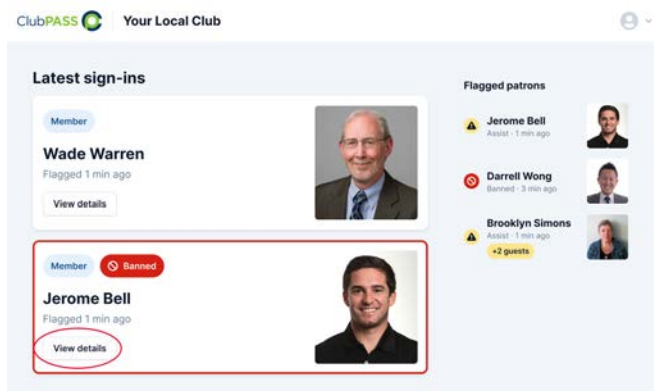 ClubPASS
Your Local Club
Latest sign-ins
Member
Wade Warren
Flagged 1 min ago
View details
Member
Banned
Jerome Bell
Flagged 1 min ago
View details
Flagged patrons
Jerome Bell
Assist · 1 min ago
Darrell Wong
Banned · 3 min ago
Brooklyn Simons
Assist · 1 min ago
+2 guests